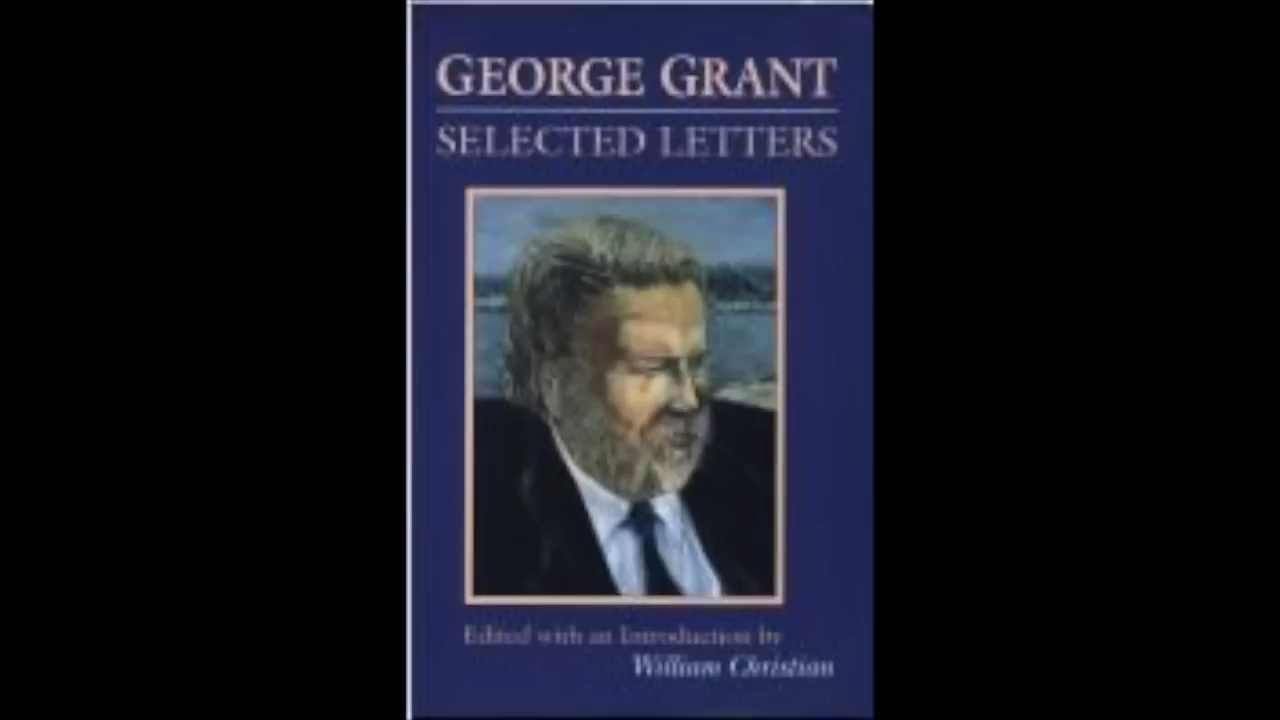 GEORGE GRANT
SELECTED LETTERS
Edited with an Introduction by
William Christian